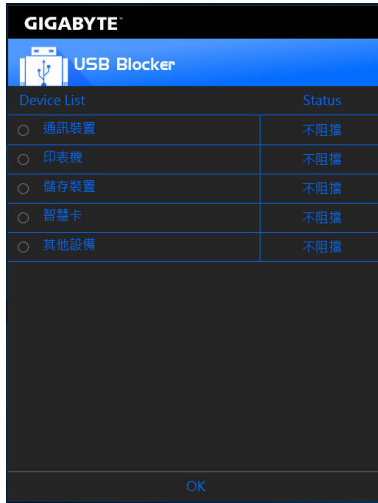 GIGABYTE™
USB Blocker
Device List Status
通訊裝置 不阻擋
印表機 不阻擋
儲存裝置 不阻擋
智慧卡 不阻擋
其他設備 不阻擋
OK